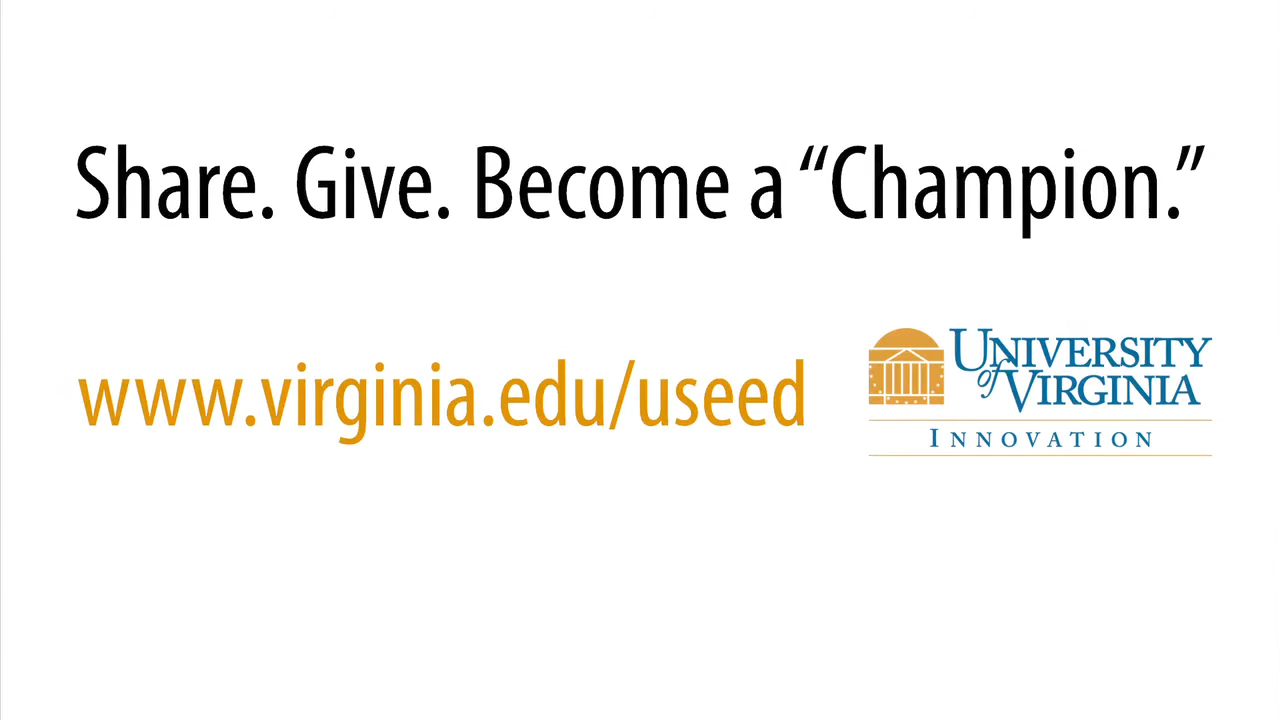 Share. Give. Become a “Champion.”
www.virginia.edu/useed
UNIVERSITY
of VIRGINIA
INNOVATION